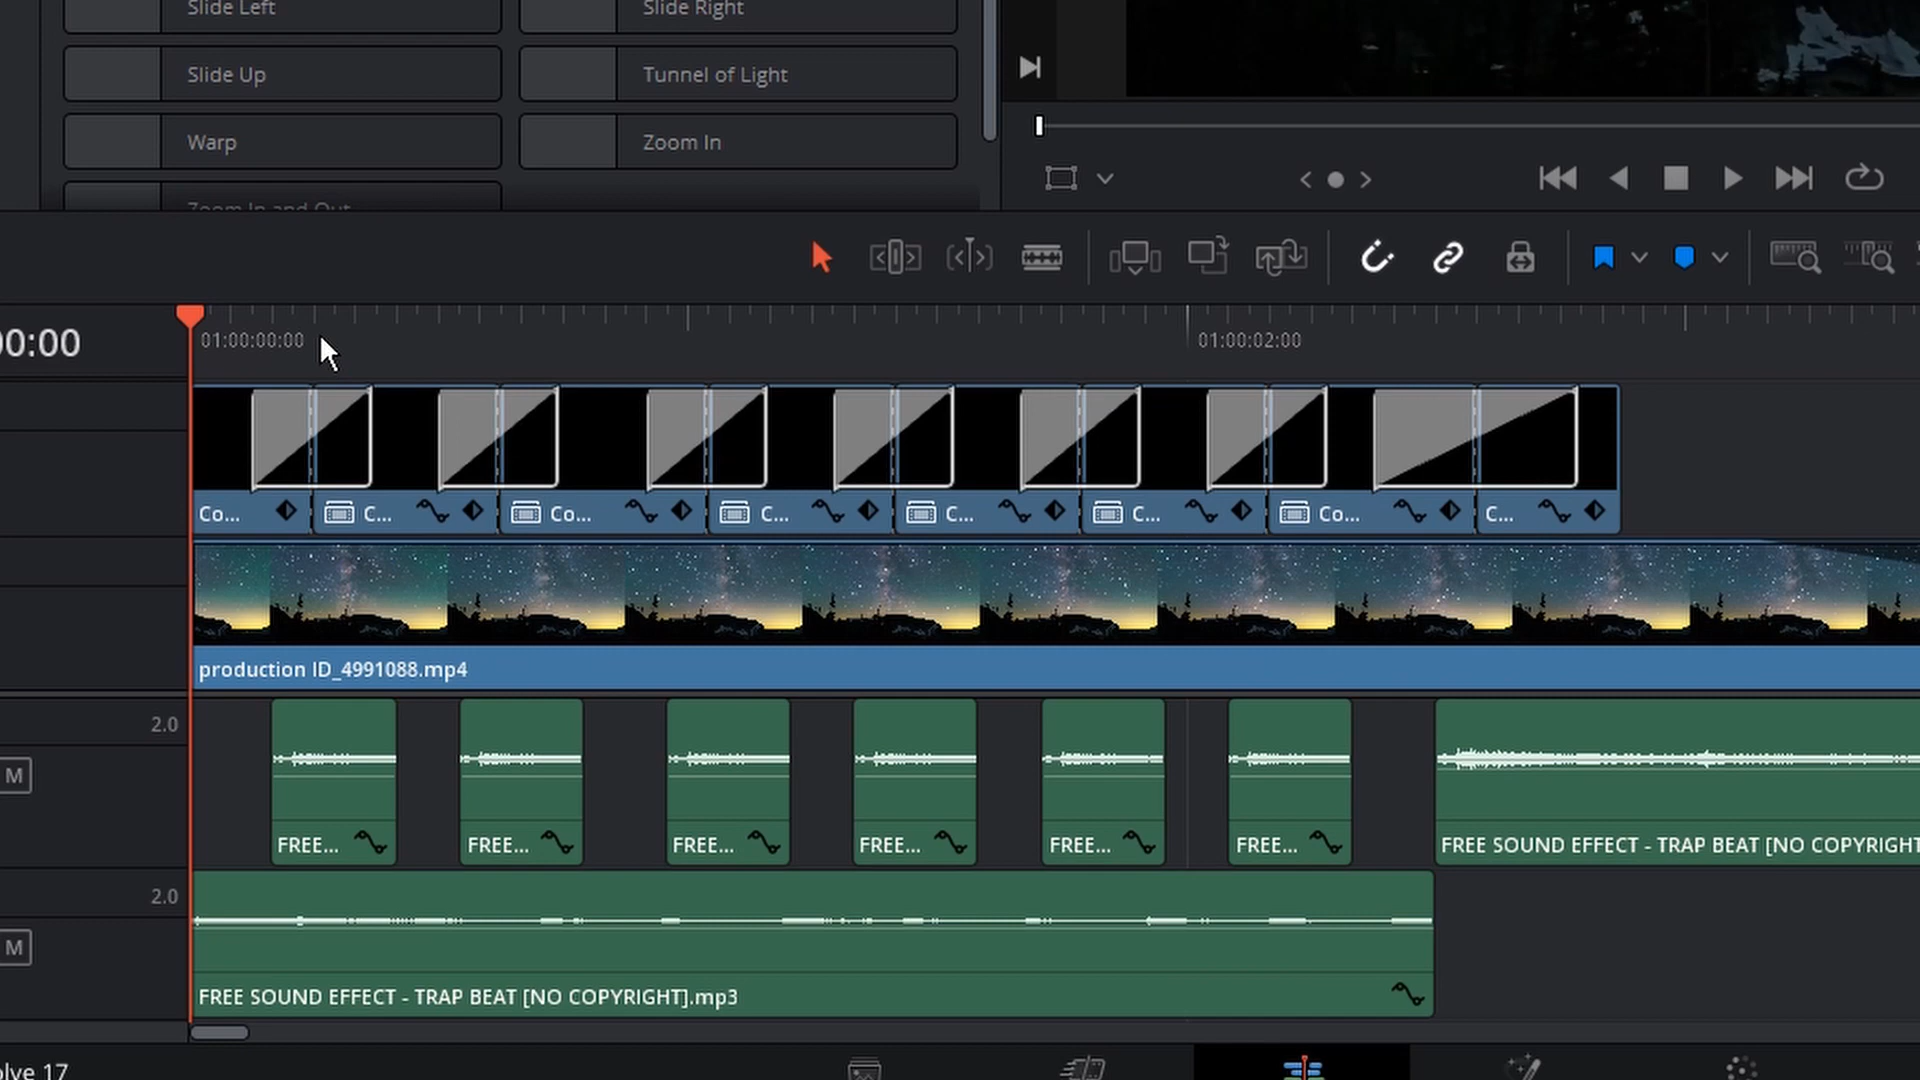 Slide Left
Slide Right
Slide Up
Tunnel of Light
Warp
Zoom In
Zoom In and Out
00:00
01:00:00:00
01:00:02:00
Co...
C...
Co...
C...
C...
C...
Co...
C...
production ID_4991088.mp4
2.0
M
FREE...
FREE...
FREE...
FREE...
FREE...
FREE...
FREE SOUND EFFECT - TRAP BEAT [NO COPYRIGHT
2.0
M
FREE SOUND EFFECT - TRAP BEAT [NO COPYRIGHT].mp3
olve 17